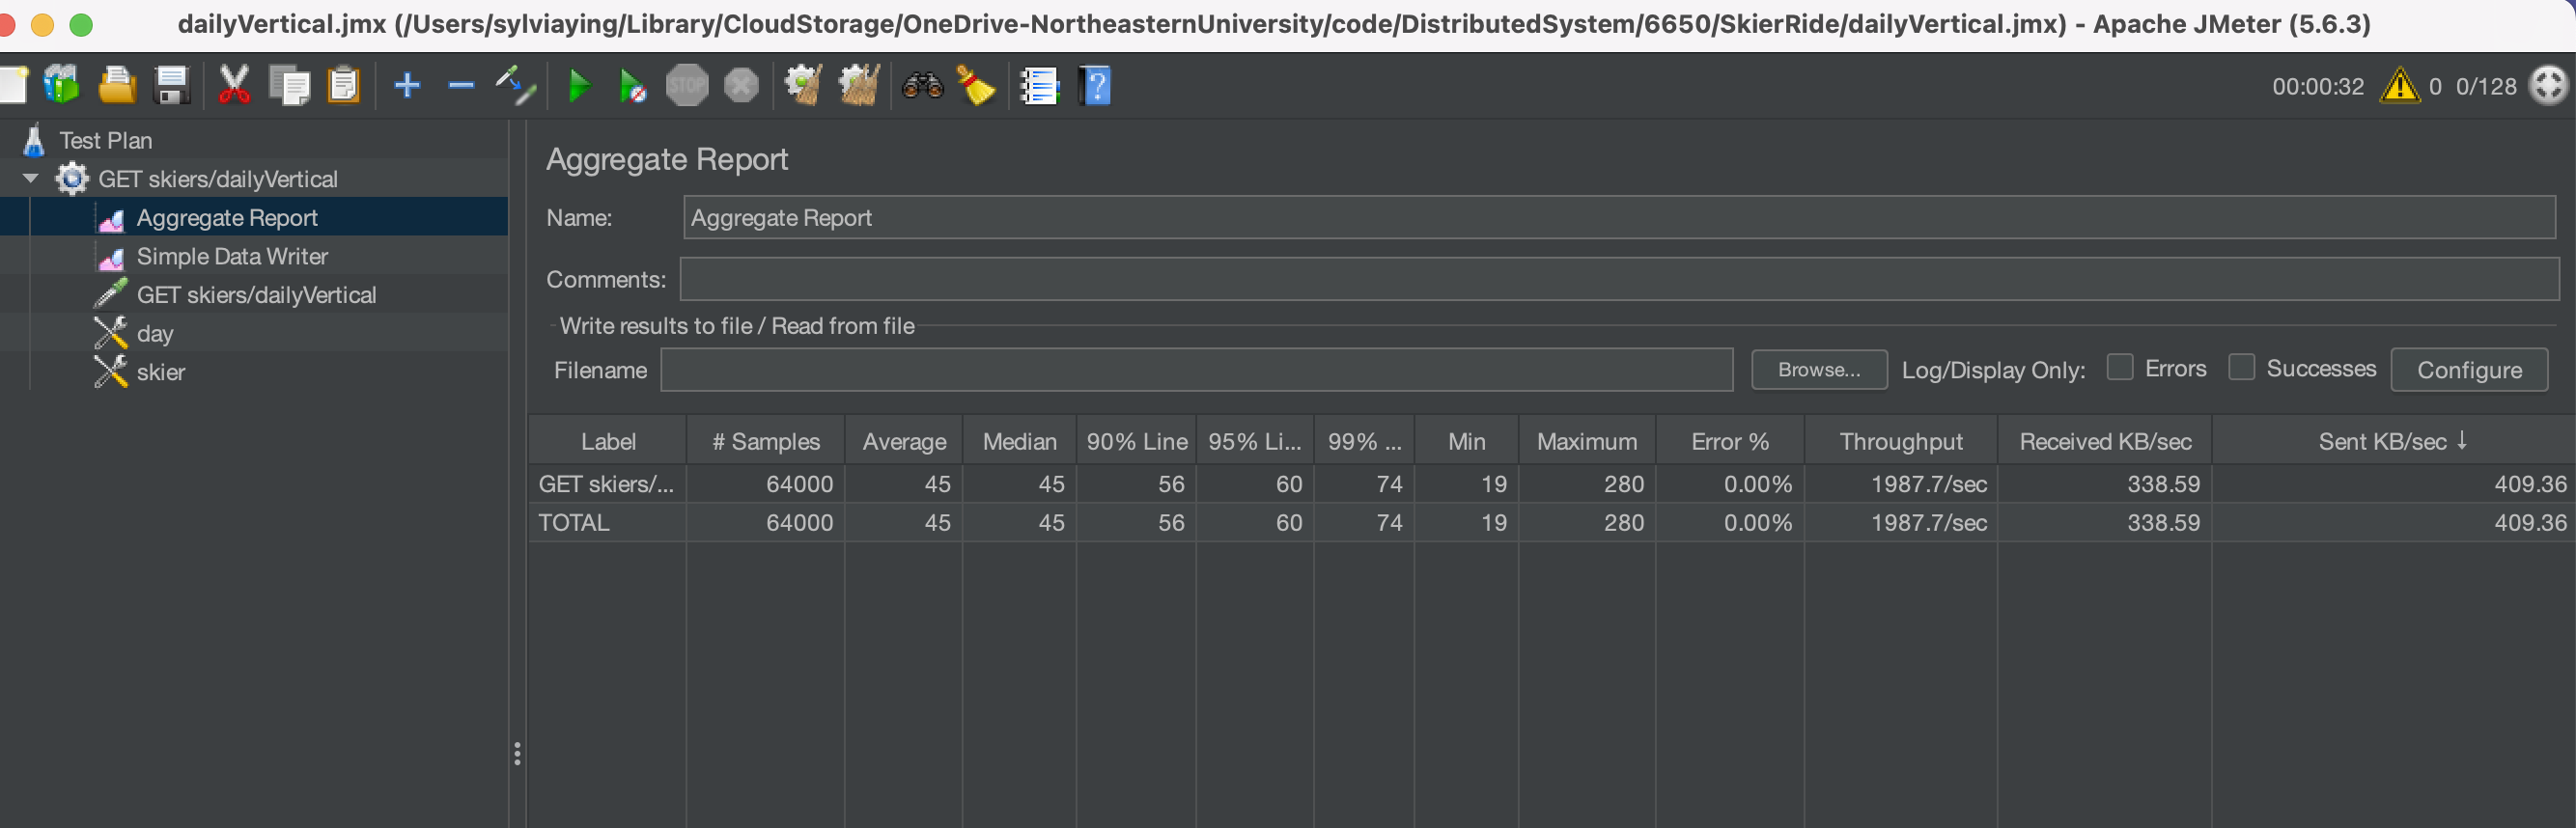 dailyVertical.jmx (/Users/sylviaying/Library/CloudStorage/OneDrive-NortheasternUniversity/code/DistributedSystem/6650/SkierRide/dailyVertical.jmx) - Apache JMeter (5.6.3)
STOP ? 00:00:32 0 0/128
Test Plan
GET skiers/dailyVertical
Aggregate Report
Simple Data Writer
GET skiers/dailyVertical
day
skier
Aggregate Report
Name: Aggregate Report
Comments:
Write results to file / Read from file
Filename Browse... Log/Display Only: Errors Successes Configure
Label # Samples Average Median 90% Line 95% Li... 99% ... Min Maximum Error % Throughput Received KB/sec Sent KB/sec ↓
GET skiers/... 64000 45 45 56 60 74 19 280 0.00% 1987.7/sec 338.59 409.36
TOTAL 64000 45 45 56 60 74 19 280 0.00% 1987.7/sec 338.59 409.36